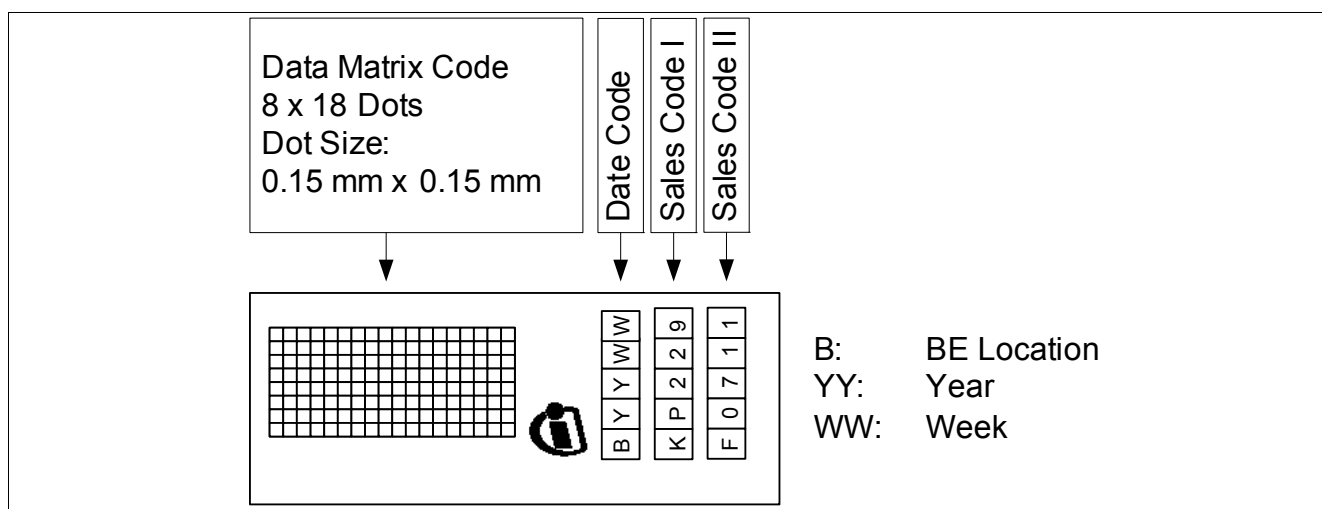 Data Matrix Code
8 x 18 Dots
Dot Size:
0.15 mm x 0.15 mm
Date Code
Sales Code I
Sales Code II
BYYWW
KP229
F0711
B: BE Location
YY: Year
WW: Week